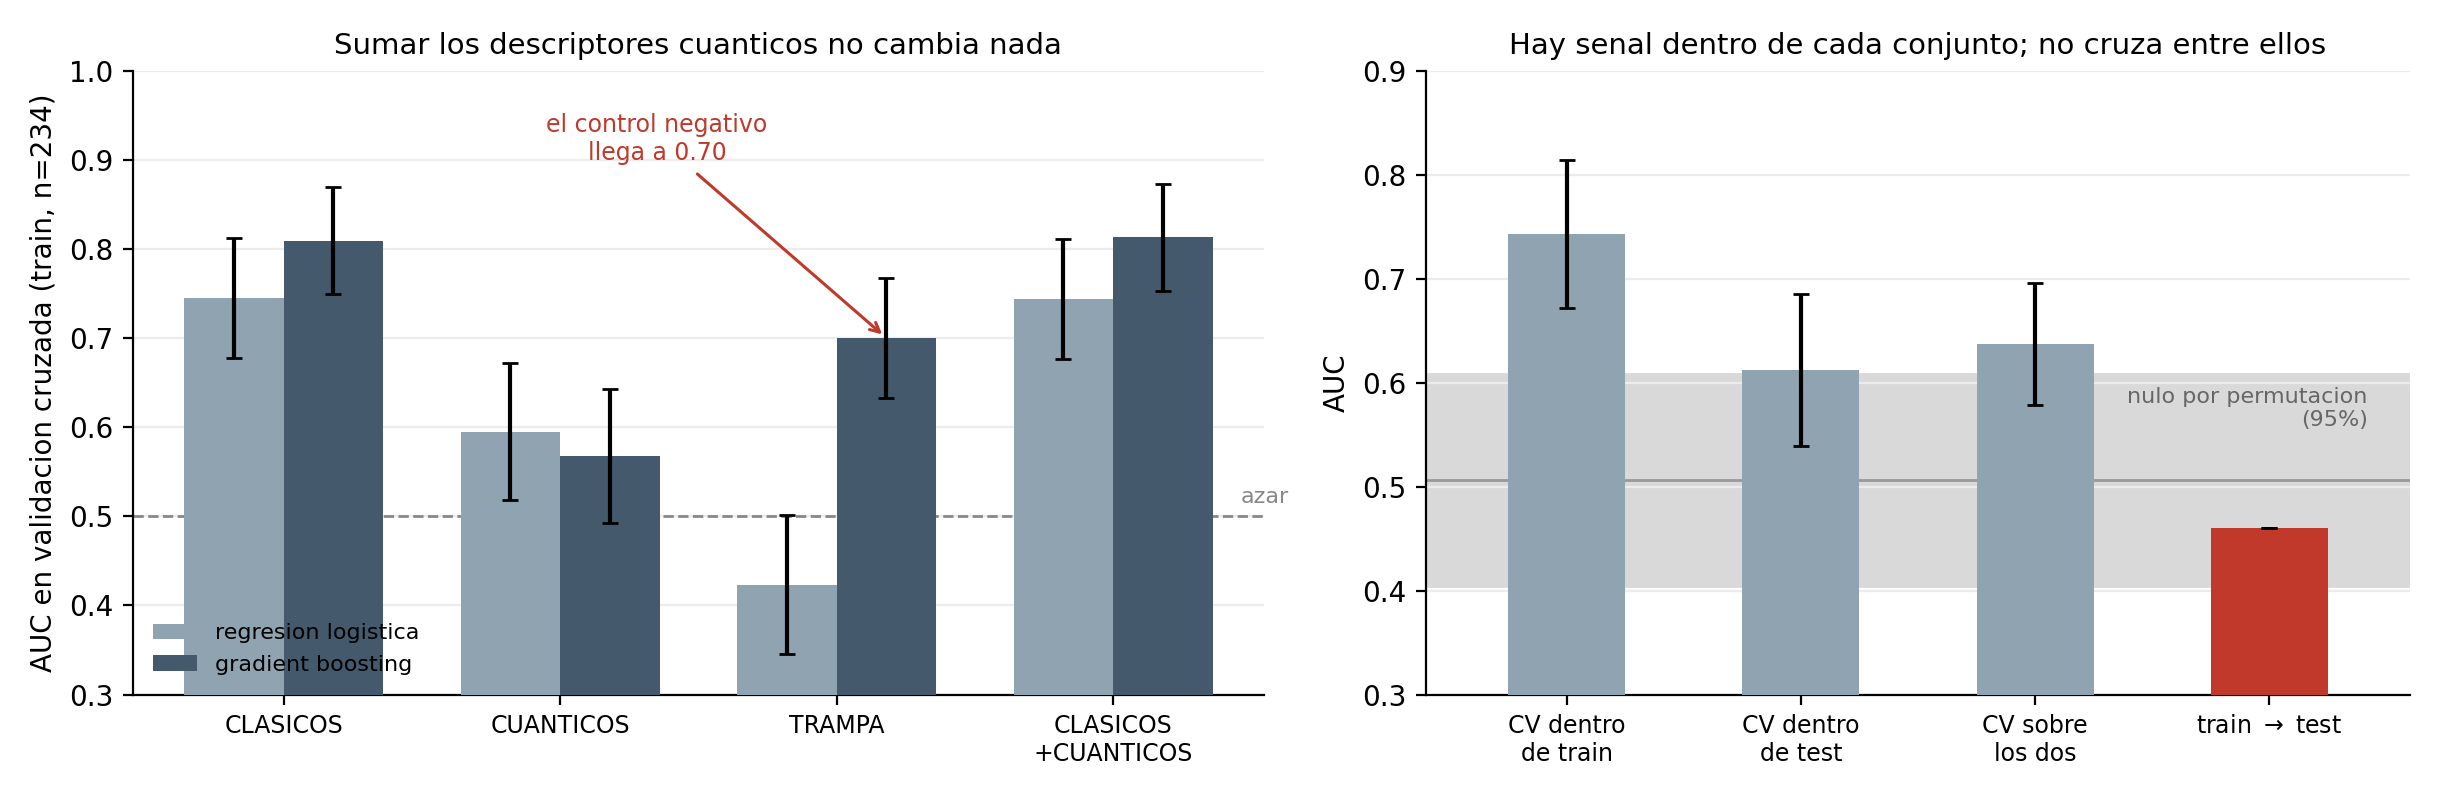 Sumar los descriptores cuanticos no cambia nada
AUC en validacion cruzada (train, n=234)
1.0
0.9
0.8
0.7
0.6
0.5
0.4
0.3
el control negativo
llega a 0.70
azar
regresion logistica
gradient boosting
CLASICOS
CUANTICOS
TRAMPA
CLASICOS
+CUANTICOS
Hay senal dentro de cada conjunto; no cruza entre ellos
AUC
0.9
0.8
0.7
0.6
0.5
0.4
0.3
nulo por permutacion
(95%)
CV dentro
de train
CV dentro
de test
CV sobre
los dos
train → test